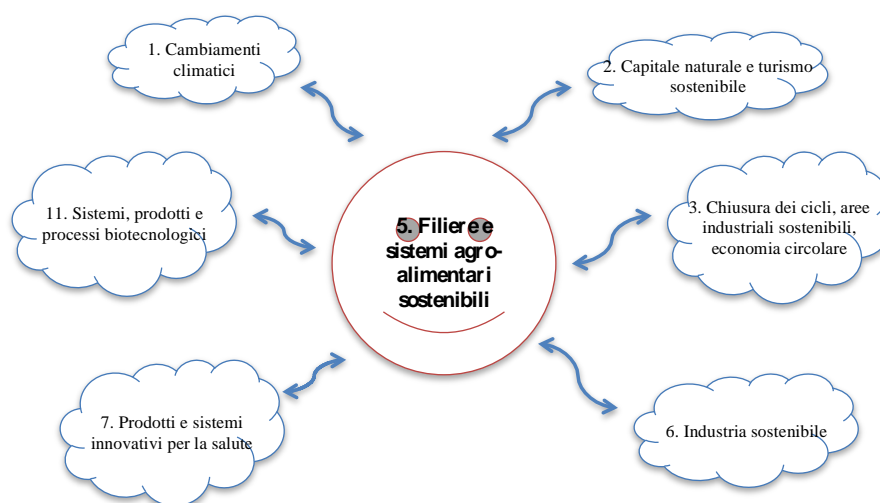 1. Cambiamenti
climatici
2. Capitale naturale e turismo
sostenibile
11. Sistemi, prodotti e
processi biotecnologici
5. Filiere e
sistemi agro-
alimentari
sostenibili
3. Chiusura dei cicli, aree
industriali sostenibili,
economia circolare
7. Prodotti e sistemi
innovativi per la salute
6. Industria sostenibile